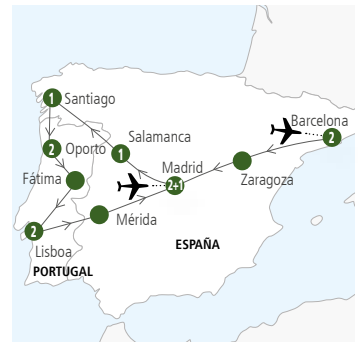 1
Santiago
Barcelona
2
2
Oporto
Salamanca
1
Madrid
2+1
Zaragoza
Fátima
2
Lisboa
Mérida
ESPAÑA
PORTUGAL